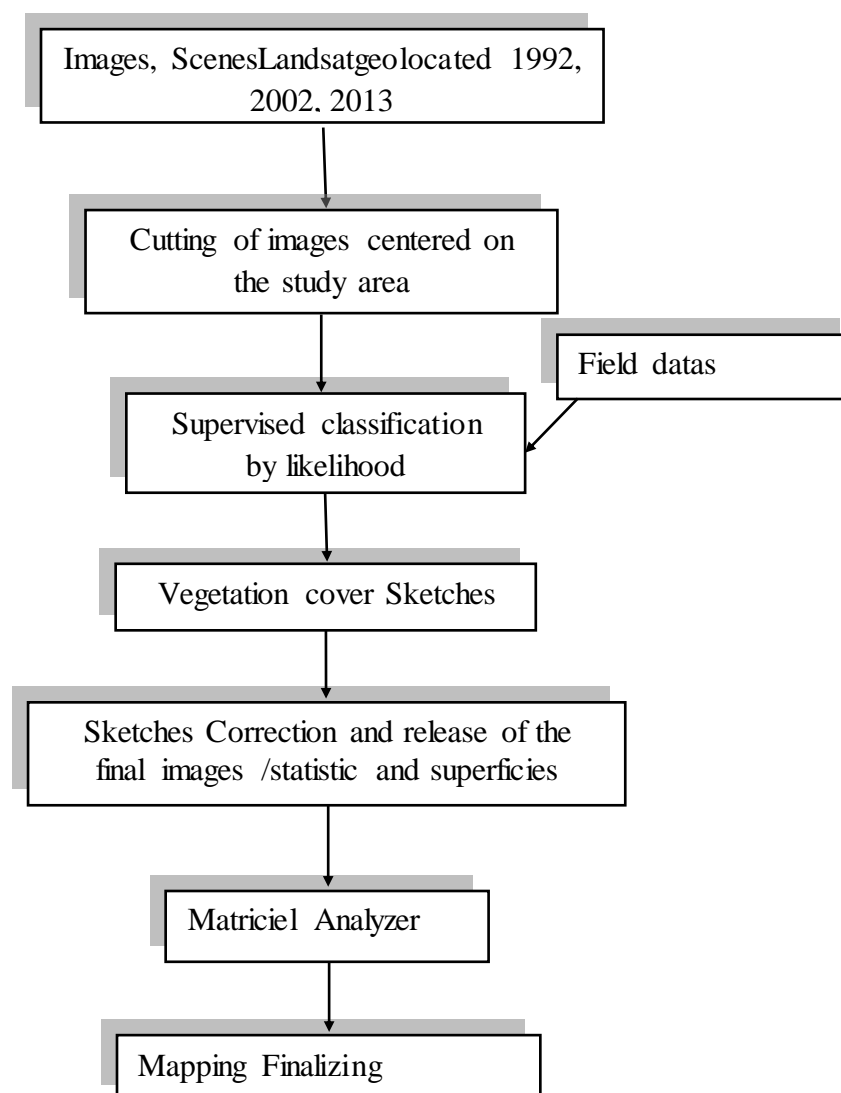 Images, ScenesLandsatgeolocated 1992,
2002, 2013
Cutting of images centered on
the study area
Field datas
Supervised classification
by likelihood
Vegetation cover Sketches
Sketches Correction and release of the
final images /statistic and superficies
Matriciel Analyzer
Mapping Finalizing